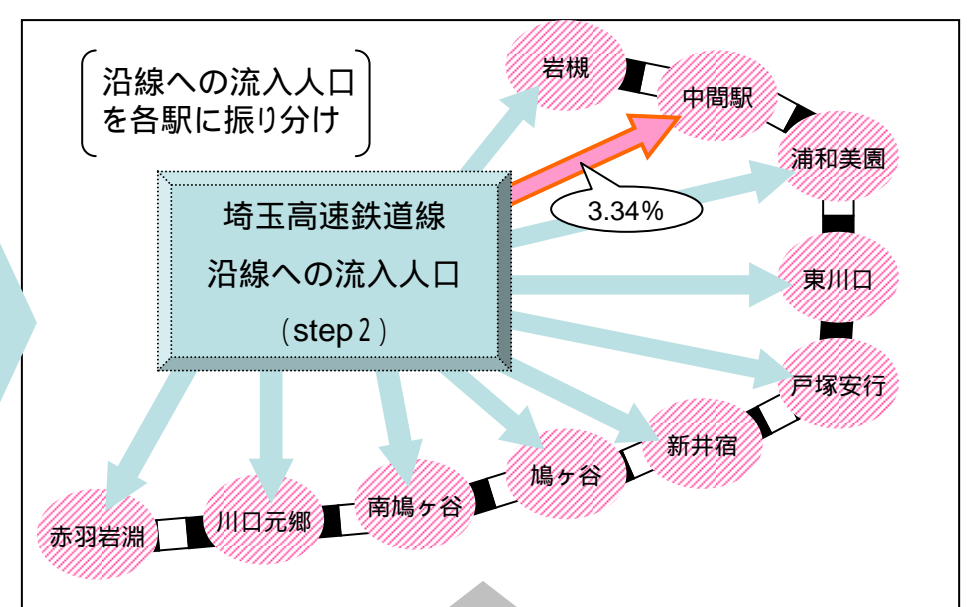 沿線への流入人口
を各駅に振り分け
岩槻
中間駅
浦和美園
3.34%
埼玉高速鉄道線
沿線への流入人口
(step2)
東川口
戸塚安行
新井宿
鳩ヶ谷
南鳩ヶ谷
川口元郷
赤羽岩淵